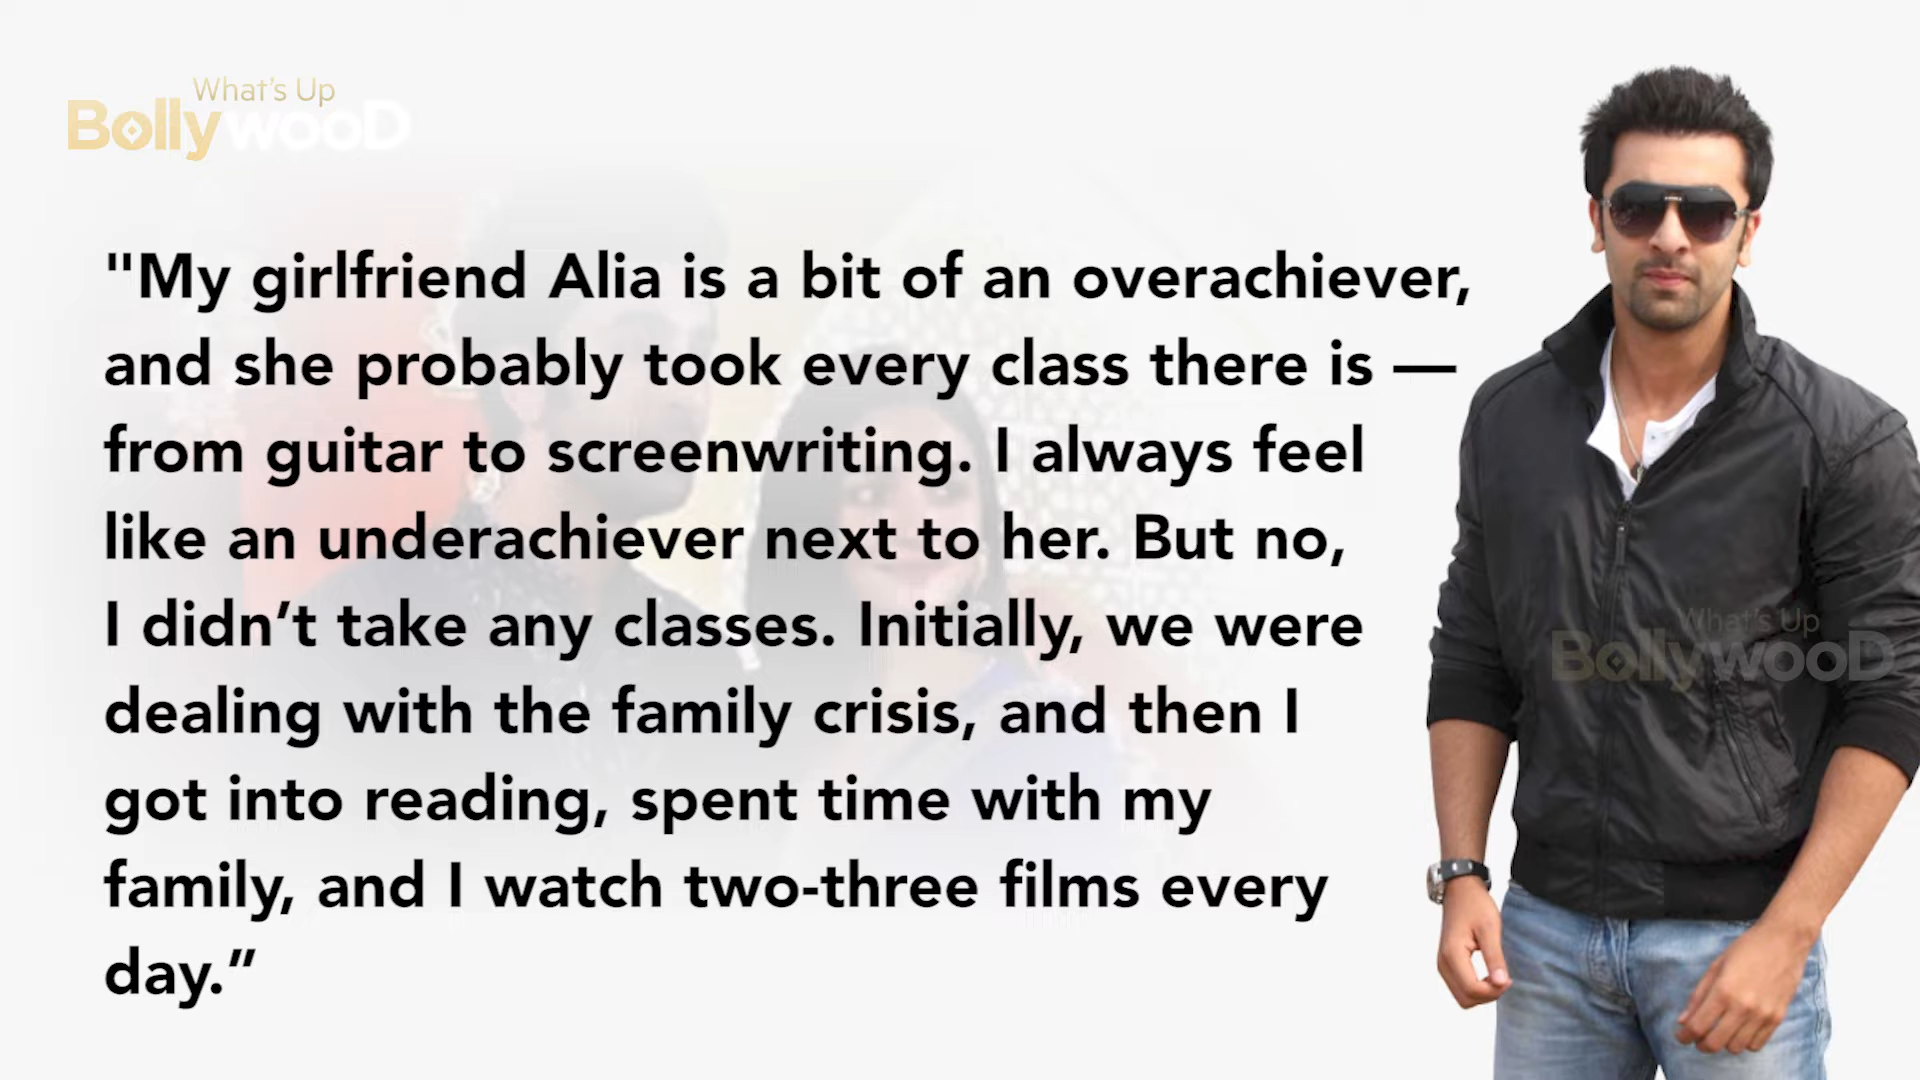 What's Up
BollywooD
"My girlfriend Alia is a bit of an overachiever,
and she probably took every class there is —
from guitar to screenwriting. I always feel
like an underachiever next to her. But no,
I didn’t take any classes. Initially, we were
dealing with the family crisis, and then I
got into reading, spent time with my
family, and I watch two-three films every
day.”
What's Up
BollywooD